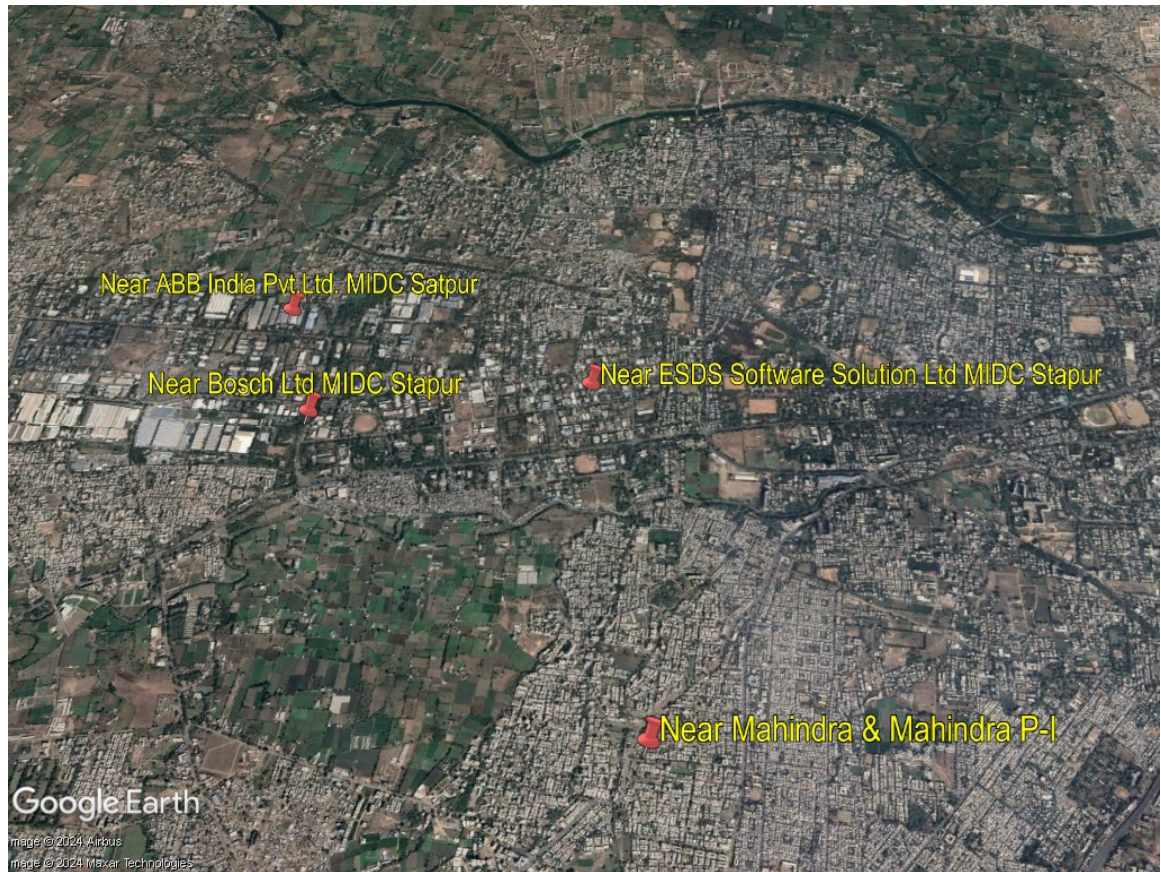 Near ABB India Pvt.Ltd. MIDC Satpur
Near Bosch Ltd MIDC Stapur
Near ESDS Software Solution Ltd MIDC Stapur
Near Mahindra & Mahindra P-I
Google Earth
mage © 2024 Airbus
mage © 2024 Maxar Technologies